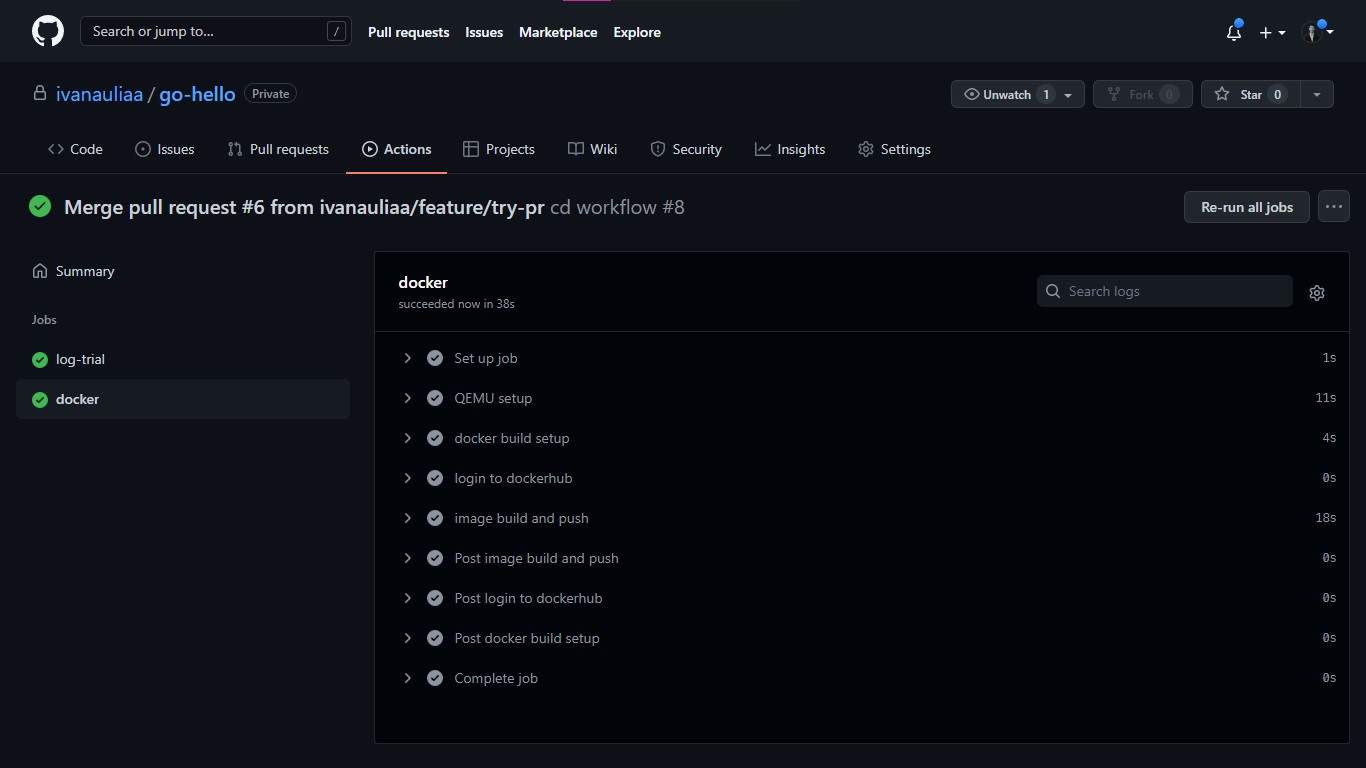 Search or jump to... /
Pull requests Issues Marketplace Explore
ivanauliaa / go-hello Private
Unwatch 1 Fork 0 Star 0
Code Issues Pull requests Actions Projects Wiki Security Insights Settings
Merge pull request #6 from ivanauliaa/feature/try-pr cd workflow #8
Re-run all jobs
Summary
Jobs
log-trial
docker
docker
succeeded now in 38s
Search logs
Set up job 1s
QEMU setup 11s
docker build setup 4s
login to dockerhub 0s
image build and push 18s
Post image build and push 0s
Post login to dockerhub 0s
Post docker build setup 0s
Complete job 0s